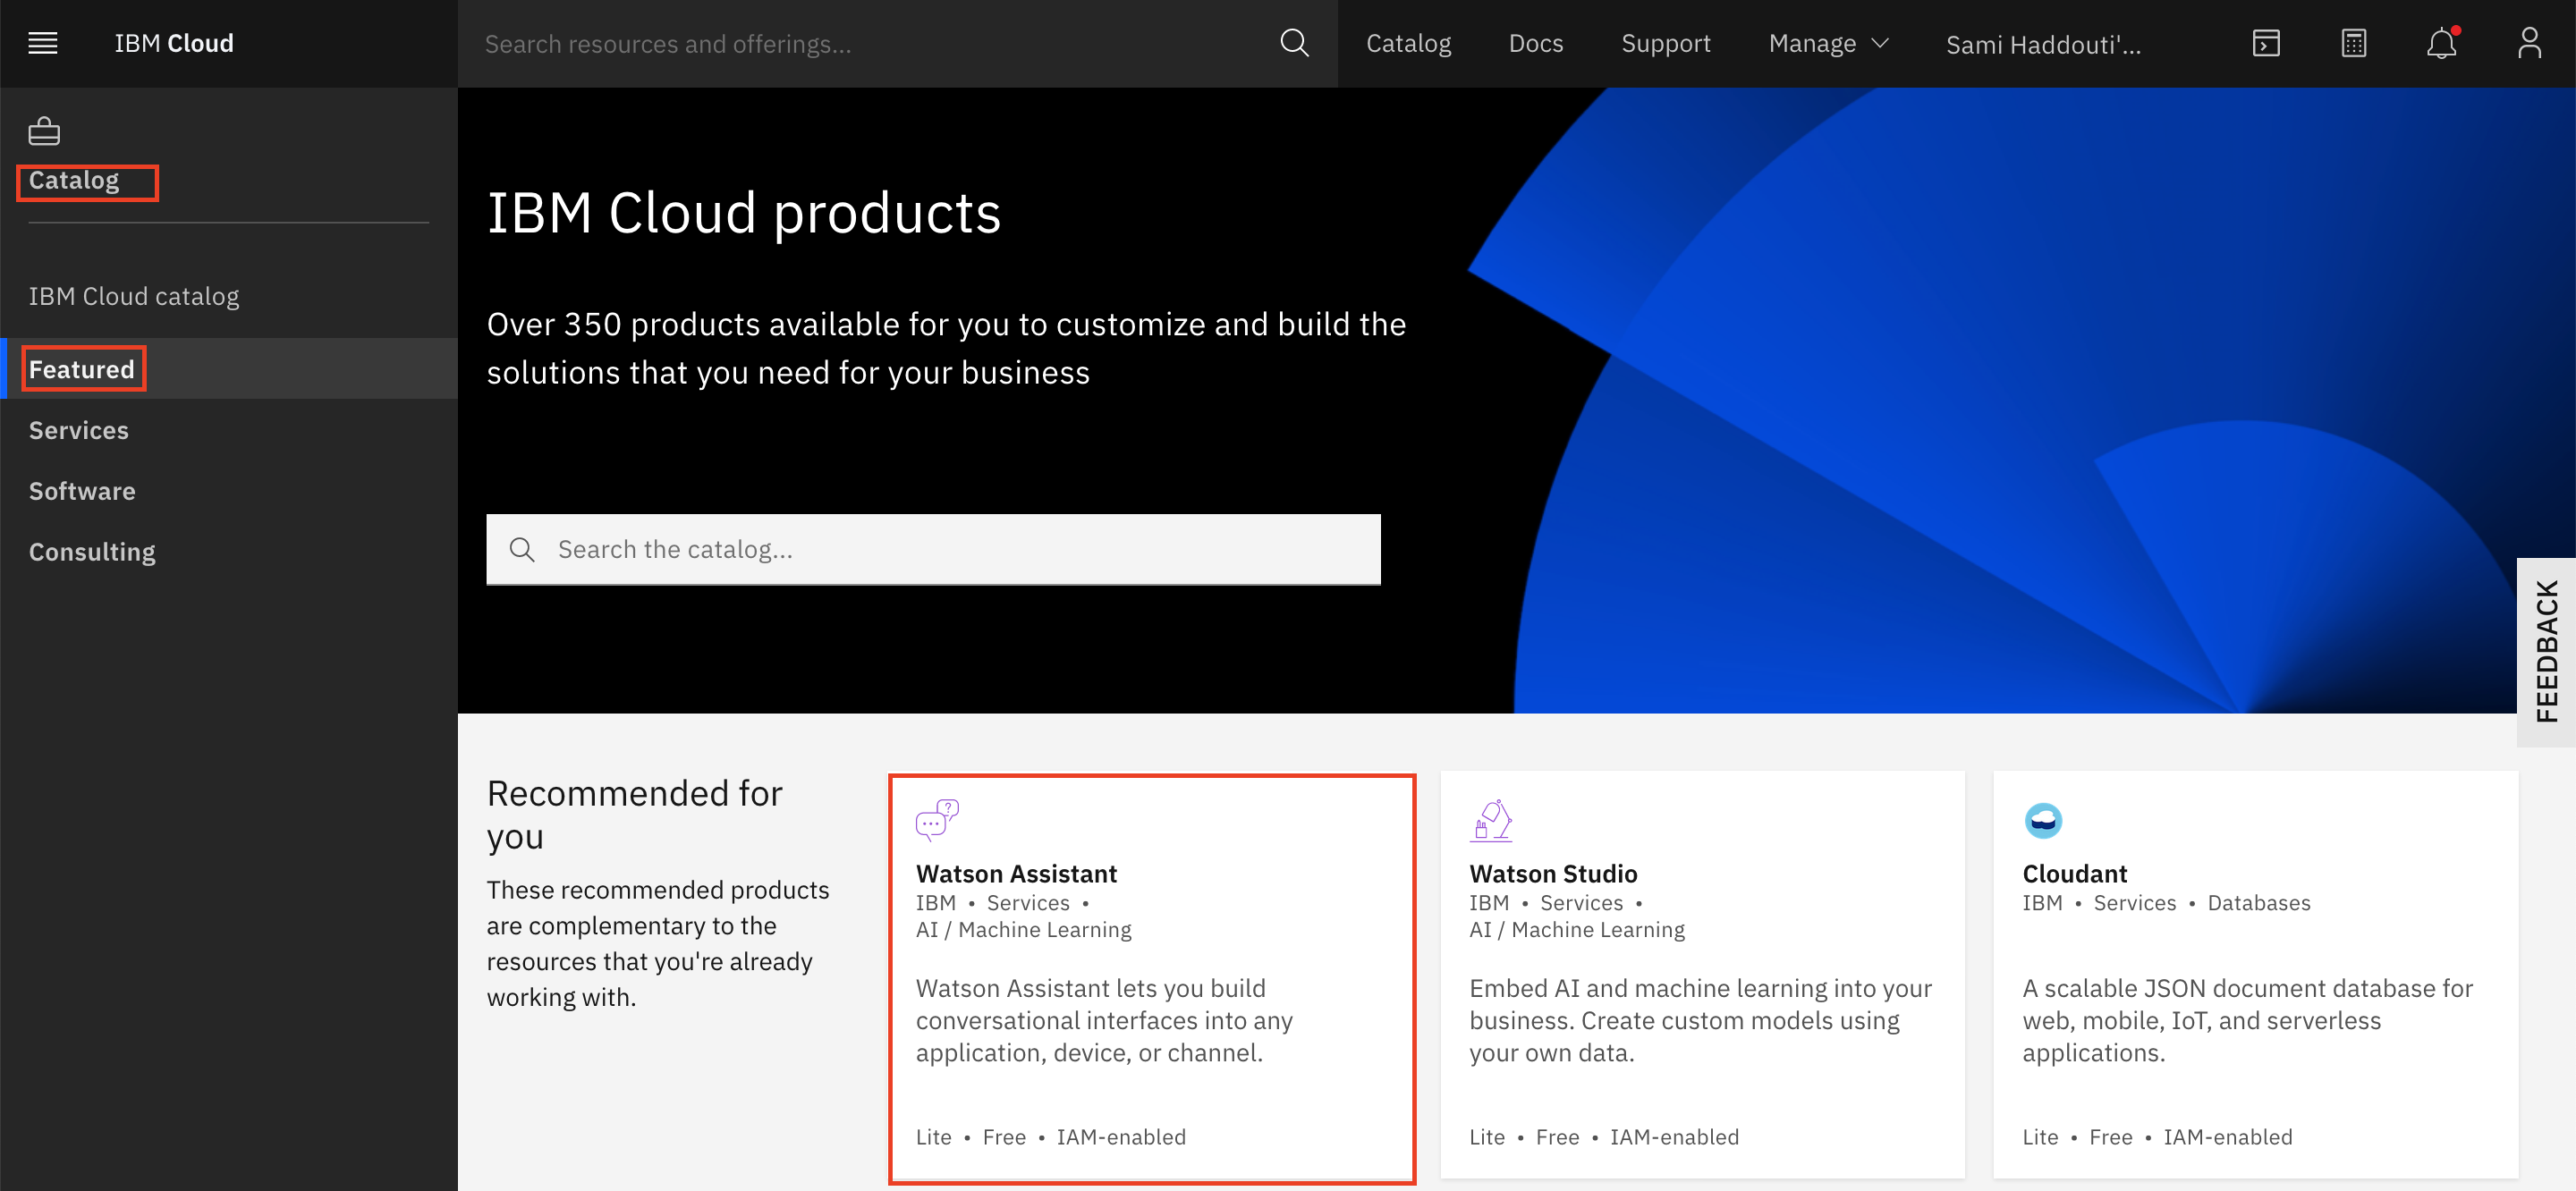 IBM Cloud
Search resources and offerings...
Catalog
Docs
Support
Manage
Sami Haddouti'...
Catalog
IBM Cloud catalog
Featured
Services
Software
Consulting
IBM Cloud products
Over 350 products available for you to customize and build the
solutions that you need for your business
Search the catalog...
FEEDBACK
Recommended for
you
These recommended products
are complementary to the
resources that you're already
working with.
Watson Assistant
IBM • Services •
AI / Machine Learning
Watson Assistant lets you build
conversational interfaces into any
application, device, or channel.
Lite • Free • IAM-enabled
Watson Studio
IBM • Services •
AI / Machine Learning
Embed AI and machine learning into your
business. Create custom models using
your own data.
Lite • Free • IAM-enabled
Cloudant
IBM • Services • Databases
A scalable JSON document database for
web, mobile, IoT, and serverless
applications.
Lite • Free • IAM-enabled